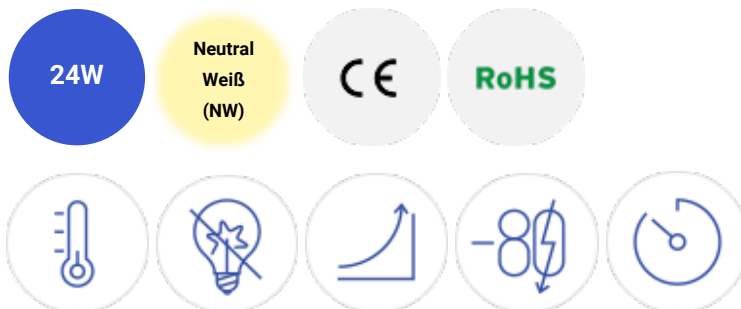 24W
Neutral
Weiß
(NW)
CE
RoHS
-80